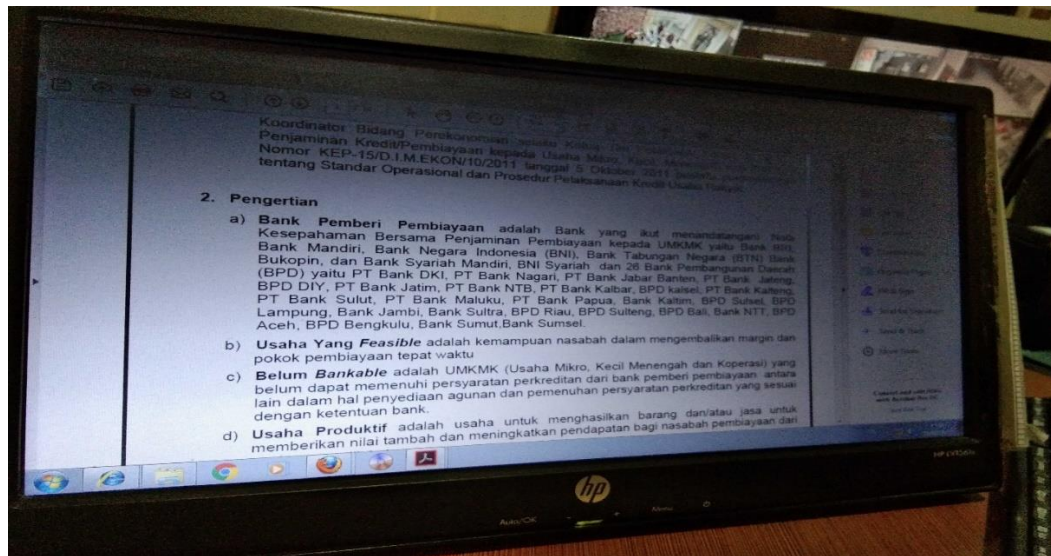 Koordinator Bidang Perekonomian selaku Ketua
Penjaminan Kredit/Pembiayaan kepada Usaha Mikro, Kecil,
Nomor KEP-15/D.I.M.EKON/10/2011 tanggal 5 Oktober 2011
tentang Standar Operasional dan Prosedur Pelaksanaan Kredit Usaha Rakyat.
2. Pengertian
a) Bank Pemberi Pembiayaan adalah Bank yang ikut menandatangani Nota
Kesepahaman Bersama Penjaminan Pembiayaan kepada UMKMK yaitu Bank BRI,
Bank Mandiri, Bank Negara Indonesia (BNI), Bank Tabungan Negara (BTN) Bank
Bukopin, dan Bank Syariah Mandiri, BNI Syariah dan 26 Bank Pembangunan Daerah
(BPD) yaitu PT Bank DKI, PT Bank Nagari, PT Bank Jabar Banten, PT Bank Jateng,
BPD DIY, PT Bank Jatim, PT Bank NTB, PT Bank Kalbar, BPD kalsel, PT Bank Kalteng,
PT Bank Sulut, PT Bank Maluku, PT Bank Papua, Bank Kaltim, BPD Sulsel, BPD
Lampung, Bank Jambi, Bank Sultra, BPD Riau, BPD Sulteng, BPD Bali, Bank NTT, BPD
Aceh, BPD Bengkulu, Bank Sumut,Bank Sumsel.
b) Usaha Yang Feasible adalah kemampuan nasabah dalam mengembalikan margin dan
pokok pembiayaan tepat waktu
c) Belum Bankable adalah UMKMK (Usaha Mikro, Kecil Menengah dan Koperasi) yang
belum dapat memenuhi persyaratan perkreditan dari bank pemberi pembiayaan antara
lain dalam hal penyediaan agunan dan pemenuhan persyaratan perkreditan yang sesuai
dengan ketentuan bank.
d) Usaha Produktif adalah usaha untuk menghasilkan barang dan/atau jasa untuk
memberikan nilai tambah dan meningkatkan pendapatan bagi nasabah pembiayaan dari
hp
Auto/OK - + Menu